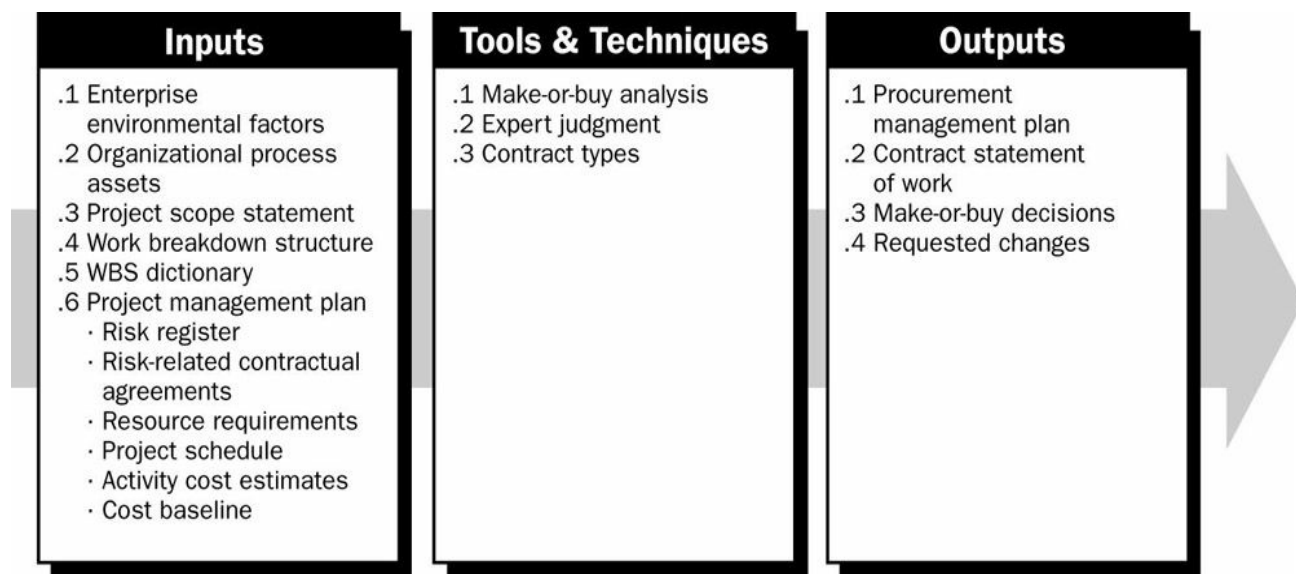 Inputs
.1 Enterprise
environmental factors
.2 Organizational process
assets
.3 Project scope statement
.4 Work breakdown structure
.5 WBS dictionary
.6 Project management plan
· Risk register
· Risk-related contractual
agreements
· Resource requirements
· Project schedule
· Activity cost estimates
· Cost baseline
Tools & Techniques
.1 Make-or-buy analysis
.2 Expert judgment
.3 Contract types
Outputs
.1 Procurement
management plan
.2 Contract statement
of work
.3 Make-or-buy decisions
.4 Requested changes